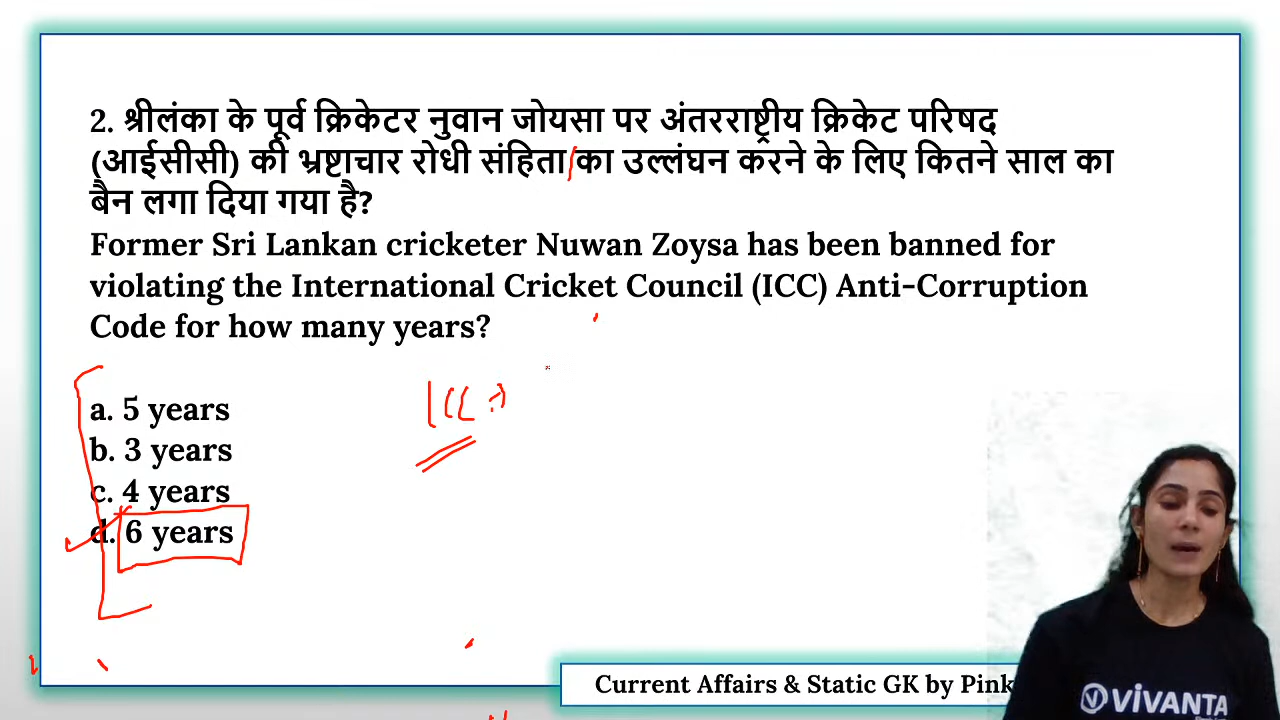 2. श्रीलंका के पूर्व क्रिकेटर नुवान जोयसा पर अंतरराष्ट्रीय क्रिकेट परिषद
(आईसीसी) की भ्रष्टाचार रोधी संहिता का उल्लंघन करने के लिए कितने साल का
बैन लगा दिया गया है?
Former Sri Lankan cricketer Nuwan Zoysa has been banned for
violating the International Cricket Council (ICC) Anti-Corruption
Code for how many years?
a. 5 years
b. 3 years
c. 4 years
d. 6 years
ICC
Current Affairs & Static GK by Pink
VIVANTA